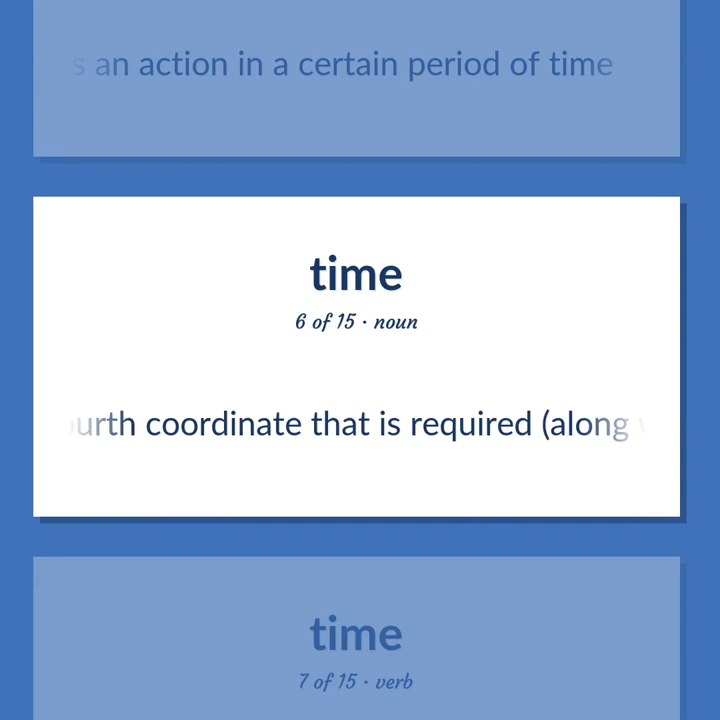 an action in a certain period of time
time
6 of 15 · noun
coordinate that is required (along
time
7 of 15 · verb